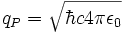 q_P = \sqrt{\hbar c 4 \pi \epsilon_0}